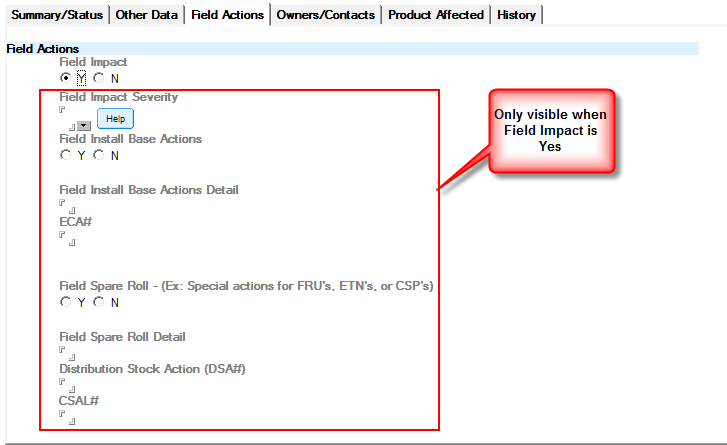 Summary/Status Other Data Field Actions Owners/Contacts Product Affected History
Field Actions
Field Impact
Y N
Field Impact Severity
Help
Field Install Base Actions
Y N
Field Install Base Actions Detail
ECA#
Field Spare Roll - (Ex: Special actions for FRU's, ETN's, or CSP's)
Y N
Field Spare Roll Detail
Distribution Stock Action (DSA#)
CSAL#
Only visible when
Field Impact is
Yes